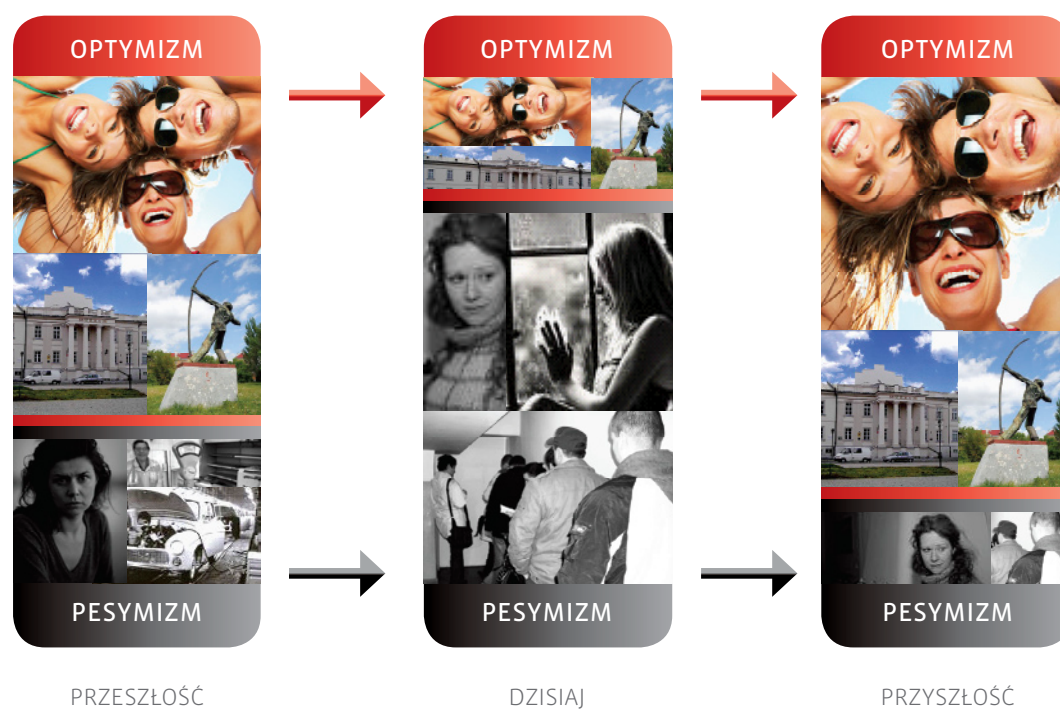 OPTYMIZM
OPTYMIZM
OPTYMIZM
PESYMIZM
PESYMIZM
PESYMIZM
PRZESZŁOŚĆ
DZISIAJ
PRZYSZŁOŚĆ